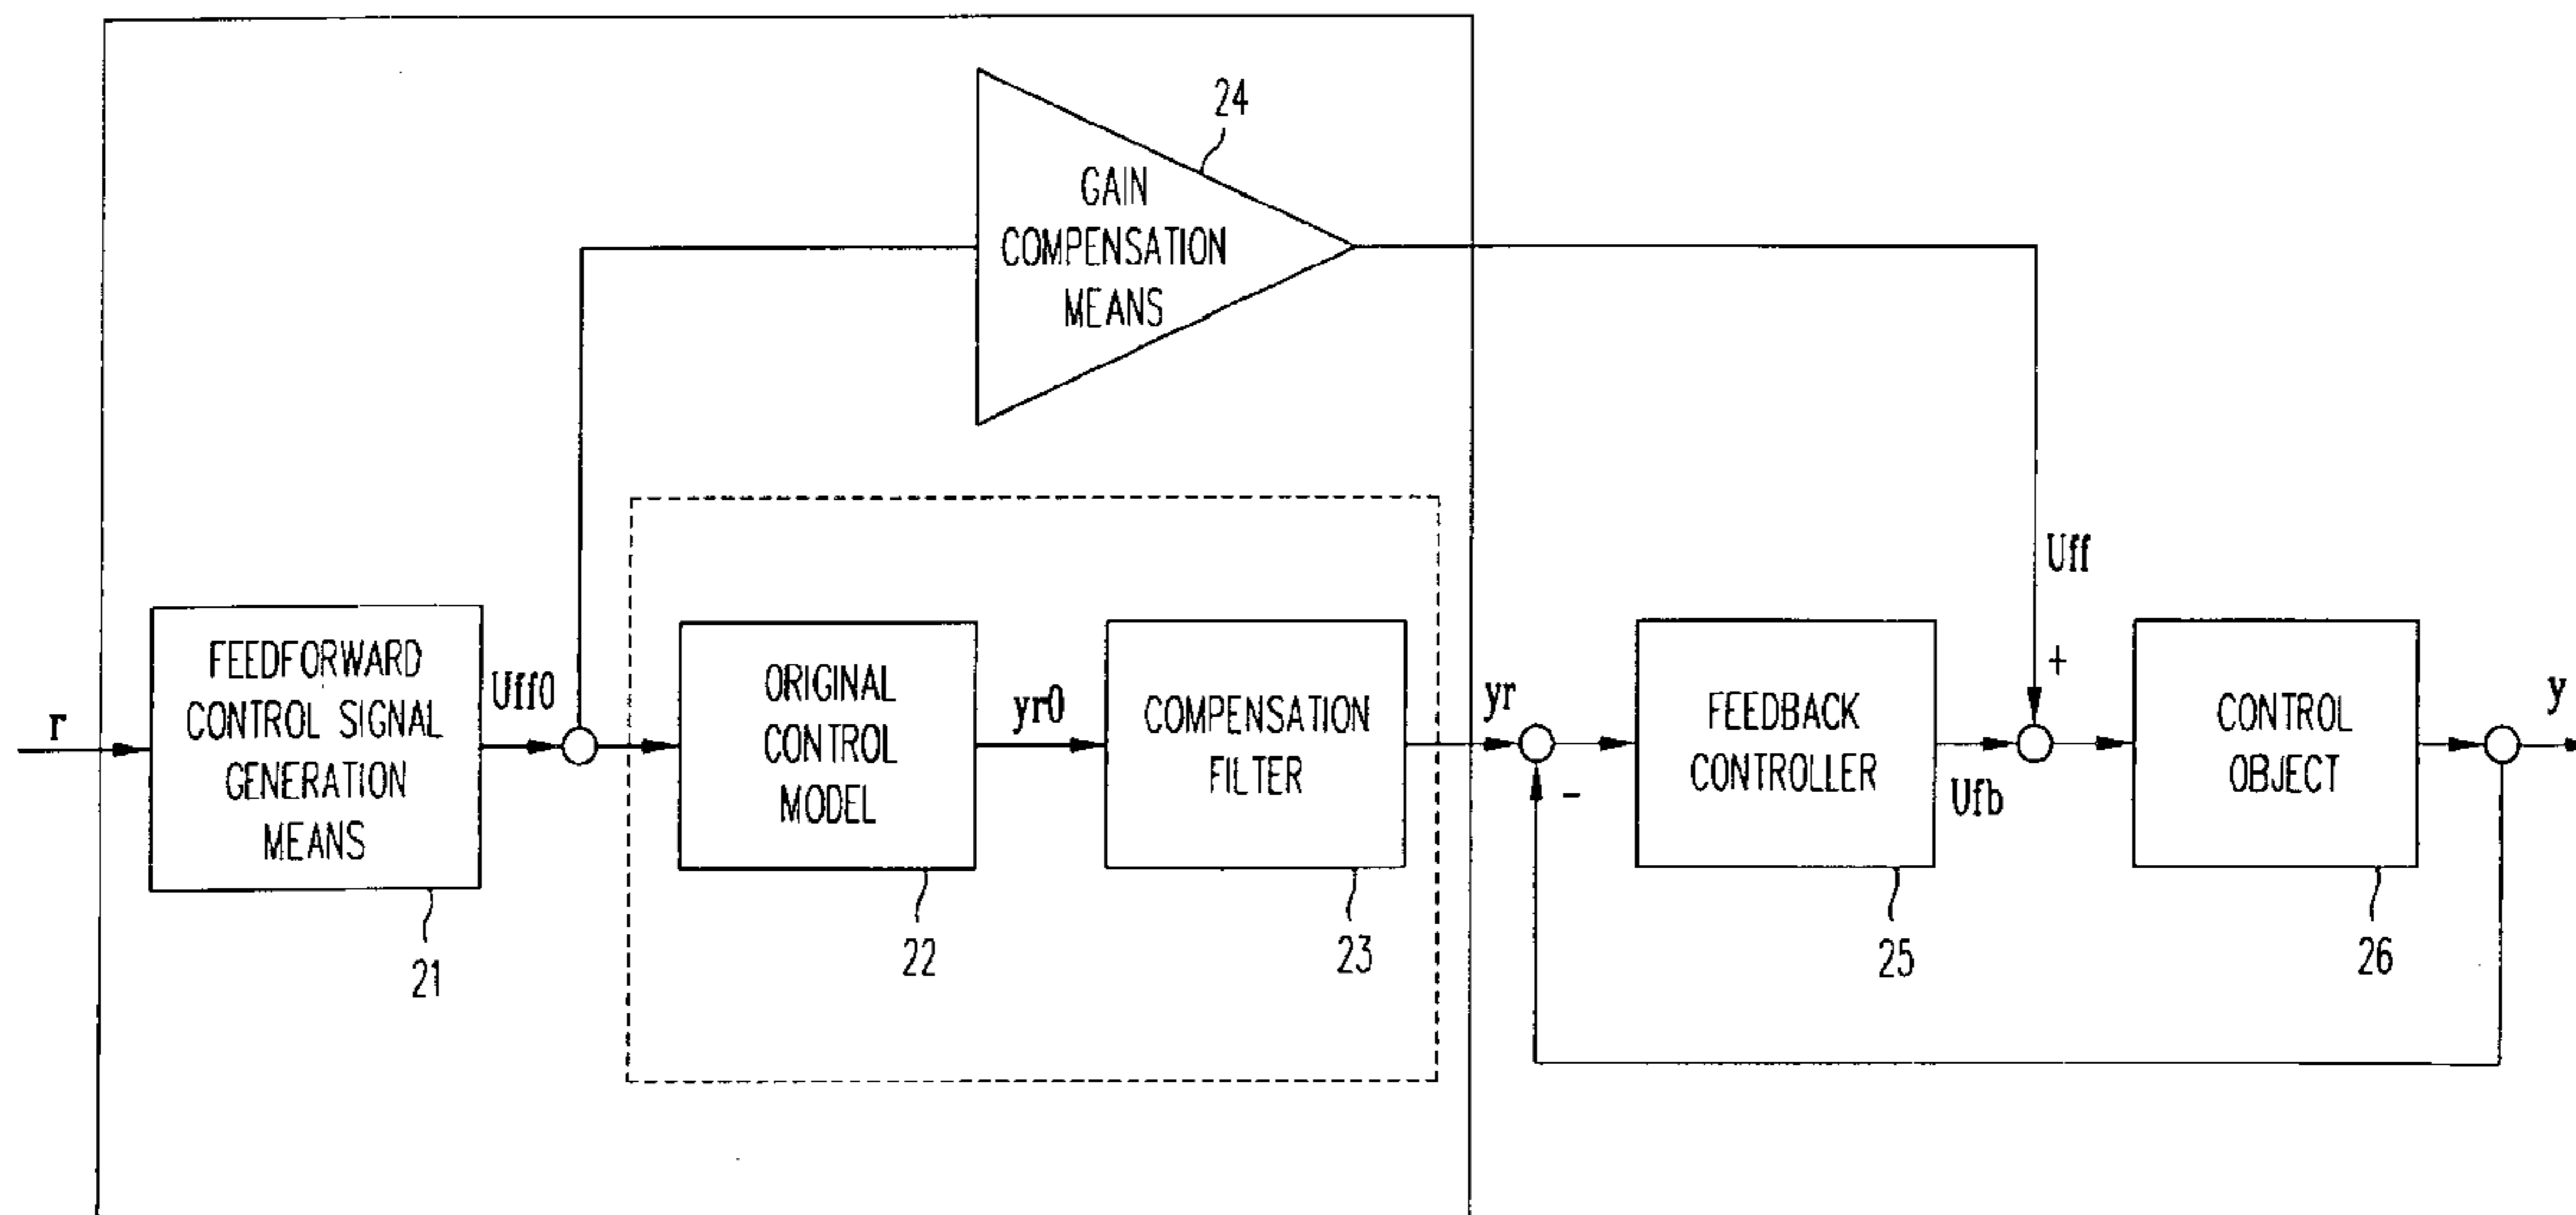 24
GAIN
COMPENSATION
MEANS
Uff
r
FEEDFORWARD
CONTROL SIGNAL
GENERATION
MEANS
21
Uff0
ORIGINAL
CONTROL
MODEL
22
yr0
COMPENSATION
FILTER
23
yr
-
FEEDBACK
CONTROLLER
25
Ufb
+
CONTROL
OBJECT
26
y